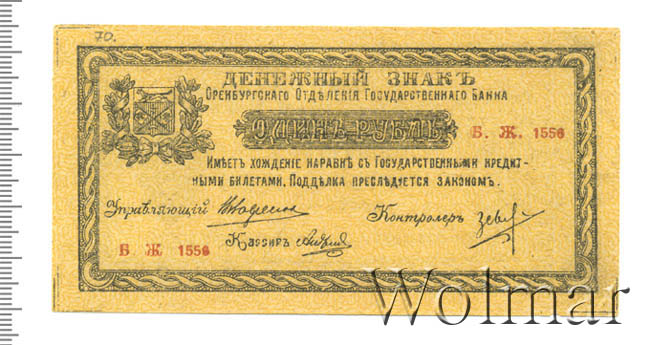 70.
ДЕНЕЖНЫЙ ЗНАКЪ
ОРЕНБУРГСКАГО ОТДѢЛЕНІЯ ГОСУДАРСТВЕННАГО БАНКА
ОДИНЪ РУБЛЬ
Б. Ж. 1556
ИМѢЕТЪ ХОЖДЕНІЕ НАРАВНѢ СЪ ГОСУДАРСТВЕННЫМИ КРЕДИТ-
НЫМИ БИЛЕТАМИ. ПОДДѢЛКА ПРЕСЛѢДУЕТСЯ ЗАКОНОМЪ.
Управляющій
Контролеръ
Б. Ж 1556
Кассиръ
Wolmar